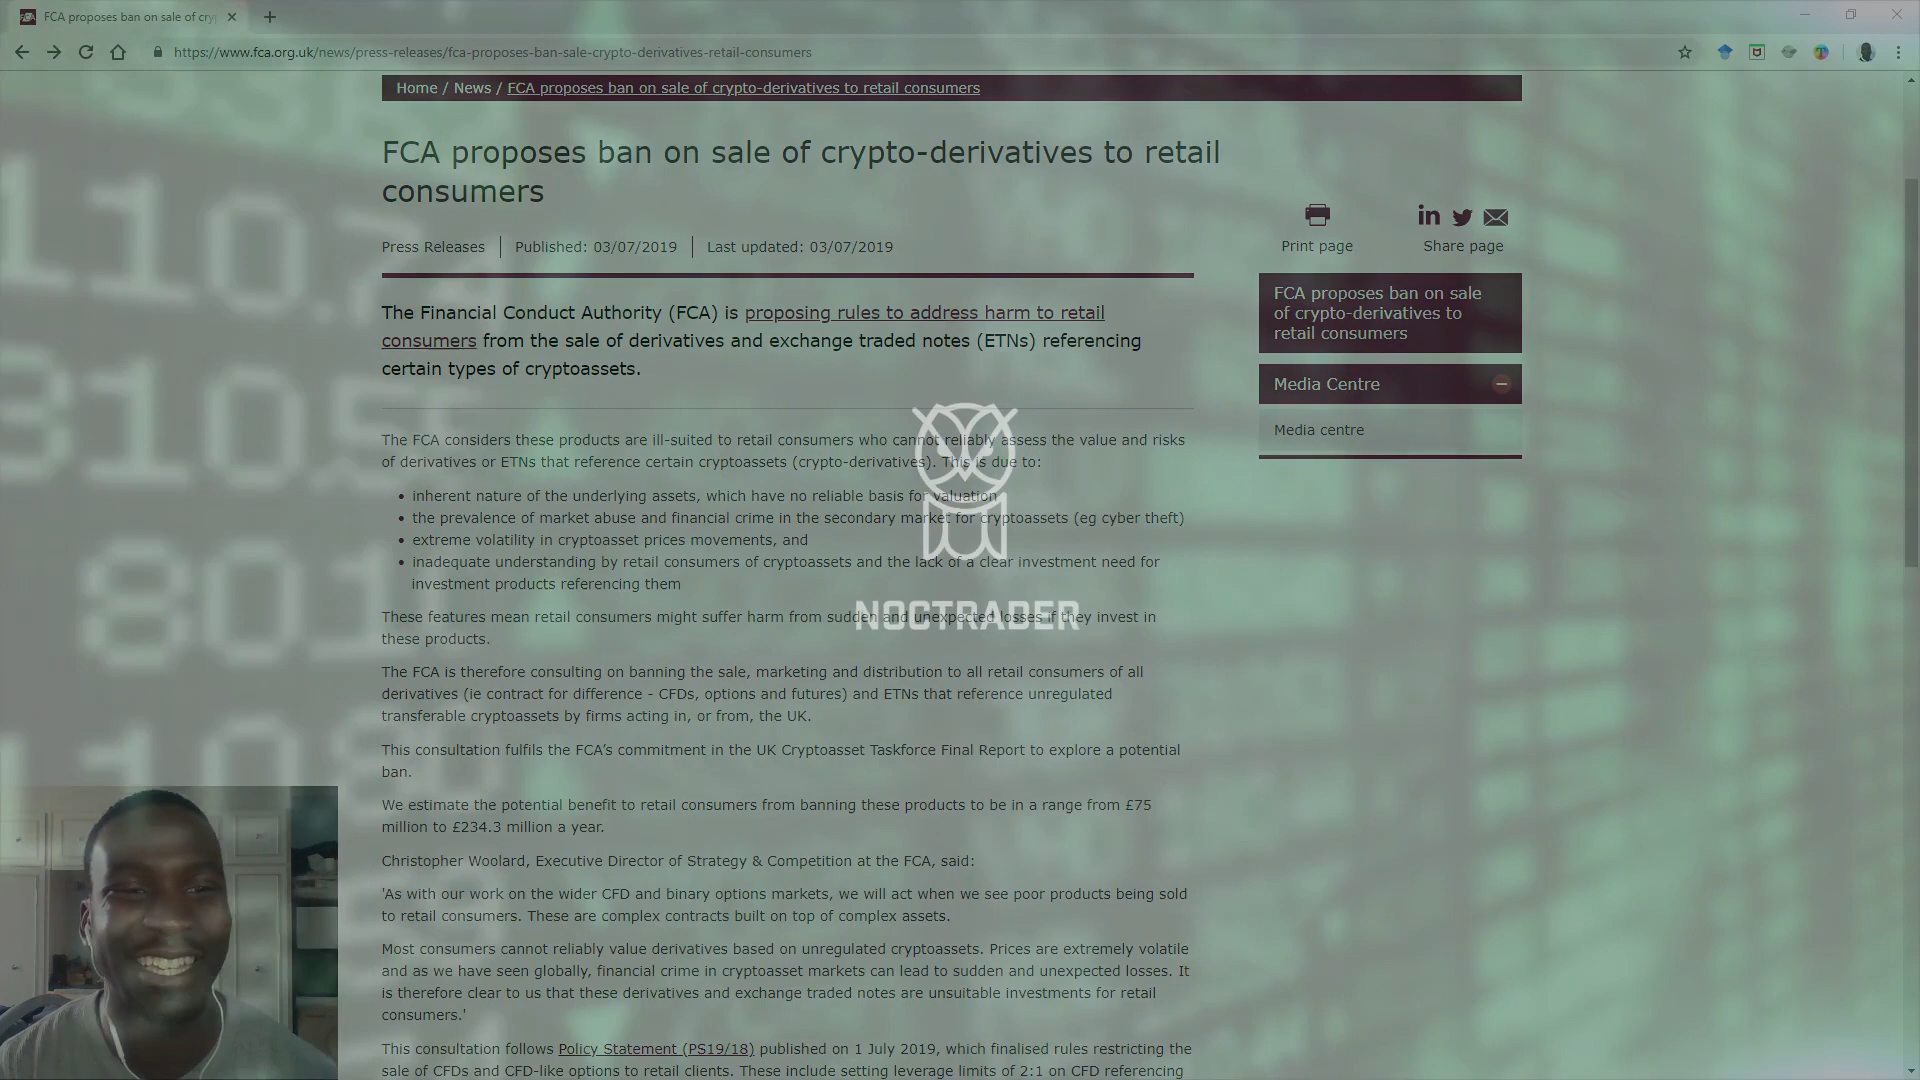 FCA proposes ban on sale of cry
https://www.fca.org.uk/news/press-releases/fca-proposes-ban-sale-crypto-derivatives-retail-consumers
Home / News / FCA proposes ban on sale of crypto-derivatives to retail consumers
FCA proposes ban on sale of crypto-derivatives to retail
consumers
Press Releases
Published: 03/07/2019
Last updated: 03/07/2019
Print page
Share page
The Financial Conduct Authority (FCA) is proposing rules to address harm to retail
consumers from the sale of derivatives and exchange traded notes (ETNs) referencing
certain types of cryptoassets.
FCA proposes ban on sale
of crypto-derivatives to
retail consumers
Media Centre
Media centre
The FCA considers these products are ill-suited to retail consumers who cannot reliably assess the value and risks
of derivatives or ETNs that reference certain cryptoassets (crypto-derivatives). This is due to:
• inherent nature of the underlying assets, which have no reliable basis for valuation
• the prevalence of market abuse and financial crime in the secondary market for cryptoassets (eg cyber theft)
• extreme volatility in cryptoasset prices movements, and
• inadequate understanding by retail consumers of cryptoassets and the lack of a clear investment need for
investment products referencing them
These features mean retail consumers might suffer harm from sudden and unexpected losses if they invest in
these products.
NOCTRADER
The FCA is therefore consulting on banning the sale, marketing and distribution to all retail consumers of all
derivatives (ie contract for difference - CFDs, options and futures) and ETNs that reference unregulated
transferable cryptoassets by firms acting in, or from, the UK.
This consultation fulfils the FCA’s commitment in the UK Cryptoasset Taskforce Final Report to explore a potential
ban.
We estimate the potential benefit to retail consumers from banning these products to be in a range from £75
million to £234.3 million a year.
Christopher Woolard, Executive Director of Strategy & Competition at the FCA, said:
'As with our work on the wider CFD and binary options markets, we will act when we see poor products being sold
to retail consumers. These are complex contracts built on top of complex assets.
Most consumers cannot reliably value derivatives based on unregulated cryptoassets. Prices are extremely volatile
and as we have seen globally, financial crime in cryptoasset markets can lead to sudden and unexpected losses. It
is therefore clear to us that these derivatives and exchange traded notes are unsuitable investments for retail
consumers.'
This consultation follows Policy Statement (PS19/18) published on 1 July 2019, which finalised rules restricting the
sale of CFDs and CFD-like options to retail clients. These include setting leverage limits of 2:1 on CFD referencing
801